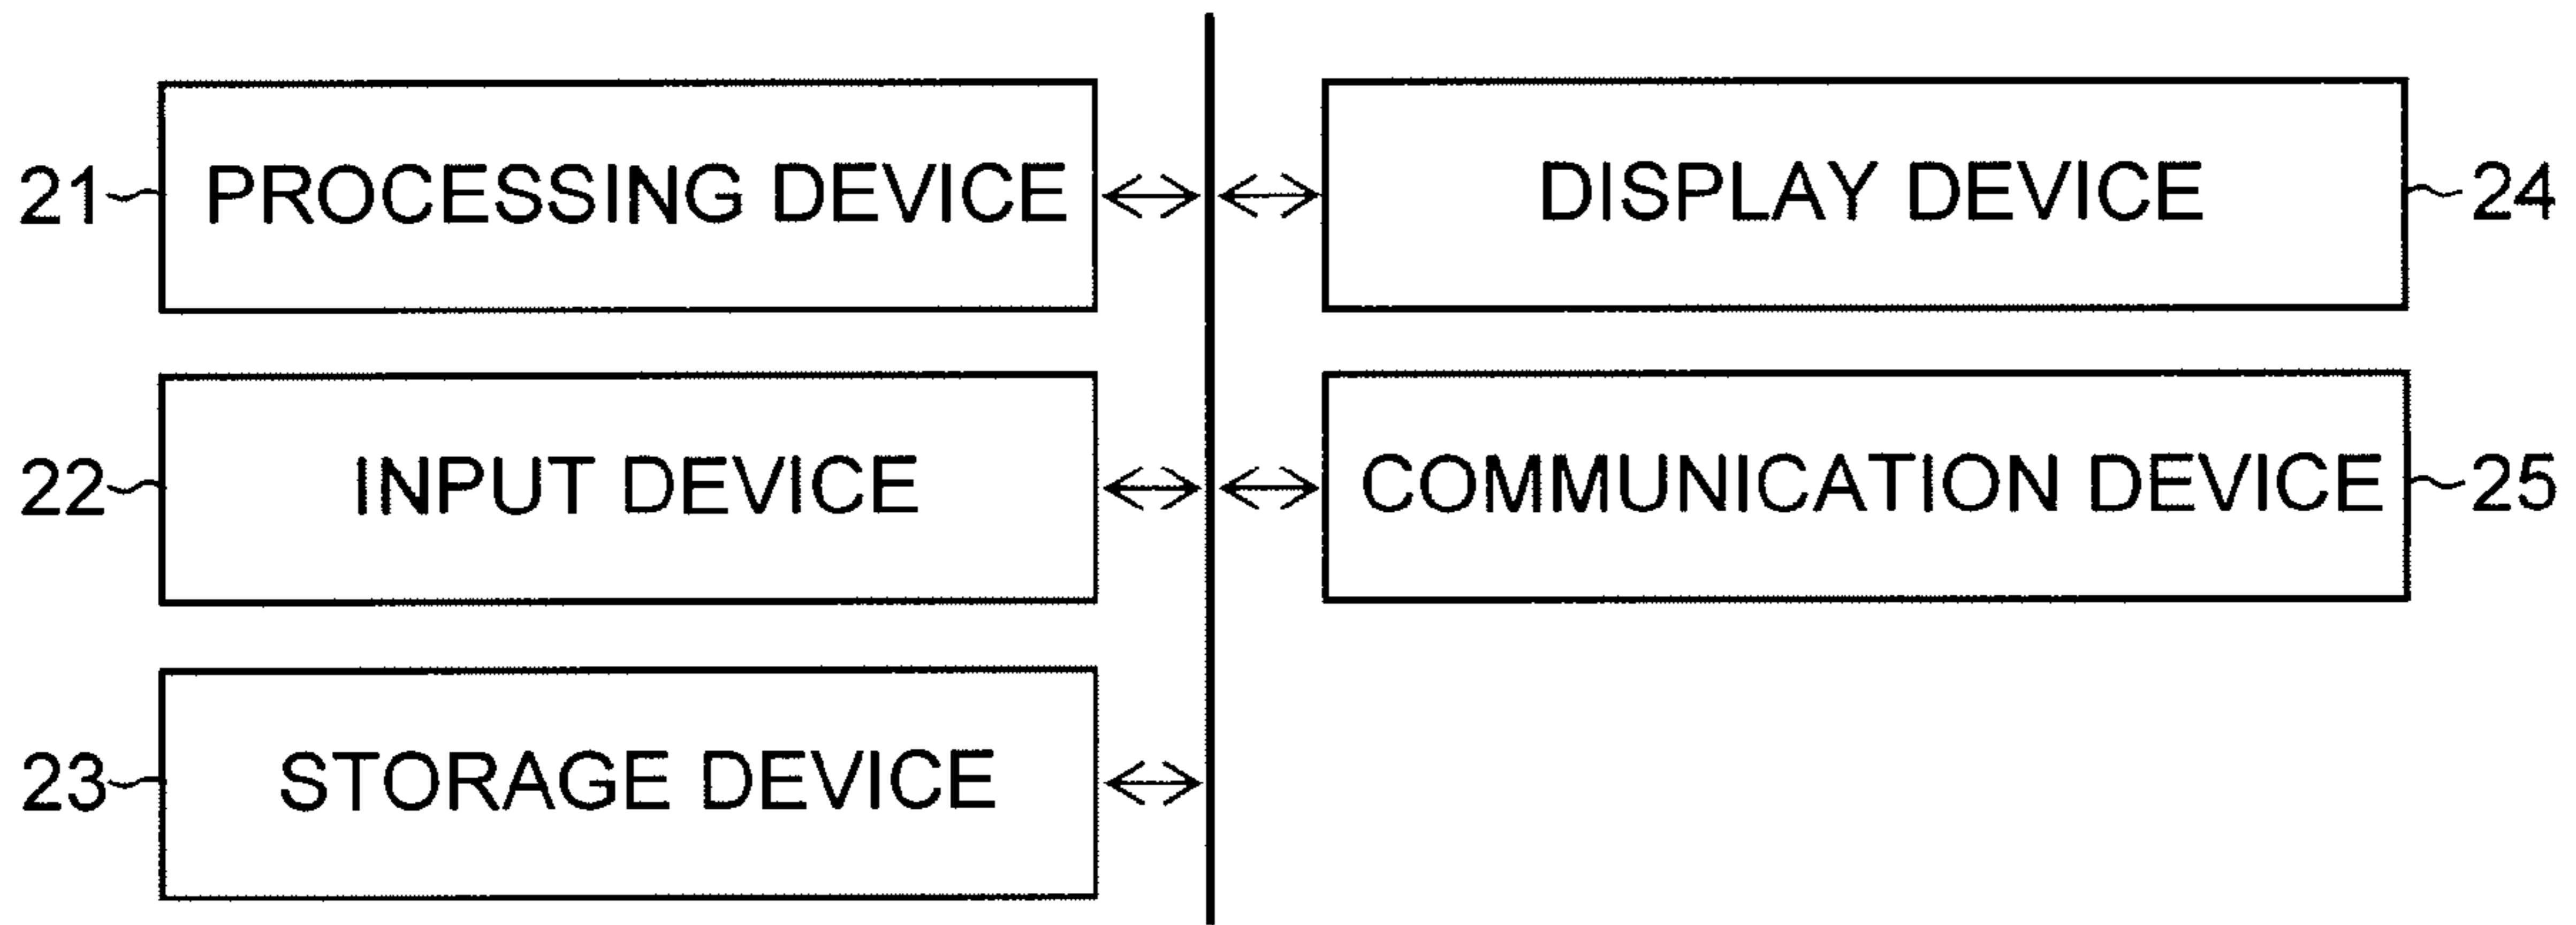 21 PROCESSING DEVICE
DISPLAY DEVICE 24
22 INPUT DEVICE
COMMUNICATION DEVICE 25
23 STORAGE DEVICE